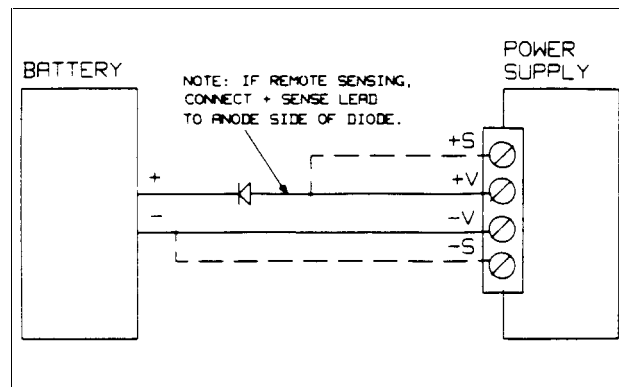 BATTERY
POWER
SUPPLY
NOTE: IF REMOTE SENSING,
CONNECT + SENSE LEAD
TO ANODE SIDE OF DIODE.
+S
+
+V
-
-V
-S